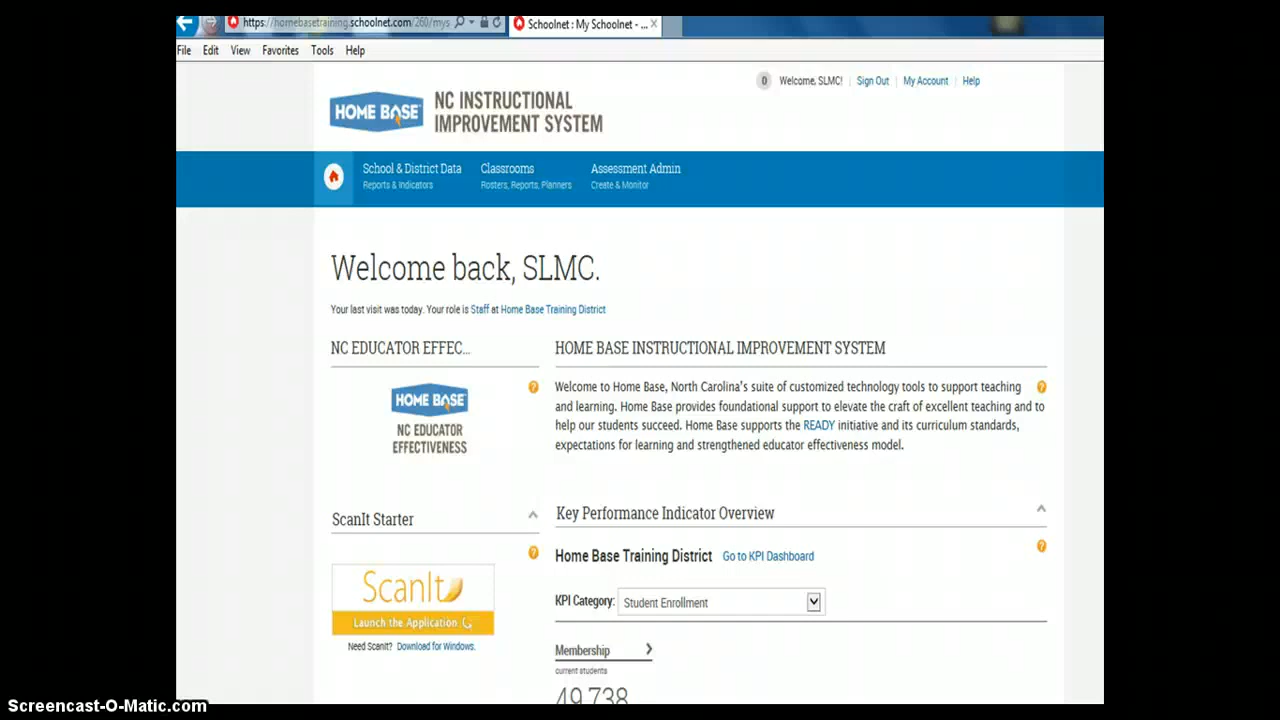 https://homebasetraining.schoolnet.com/260/mys
Schoolnet : My Schoolnet - ...
File Edit View Favorites Tools Help
0 Welcome, SLMC! Sign Out My Account Help
HOME BASE
NC INSTRUCTIONAL
IMPROVEMENT SYSTEM
School & District Data
Reports & Indicators
Classrooms
Rosters, Reports, Planners
Assessment Admin
Create & Monitor
Welcome back, SLMC.
Your last visit was today. Your role is Staff at Home Base Training District
NC EDUCATOR EFFEC...
HOME BASE
NC EDUCATOR
EFFECTIVENESS
HOME BASE INSTRUCTIONAL IMPROVEMENT SYSTEM
Welcome to Home Base, North Carolina's suite of customized technology tools to support teaching
and learning. Home Base provides foundational support to elevate the craft of excellent teaching and to
help our students succeed. Home Base supports the READY initiative and its curriculum standards,
expectations for learning and strengthened educator effectiveness model.
ScanIt Starter
ScanIt
Launch the Application
Need ScanIt? Download for Windows.
Key Performance Indicator Overview
Home Base Training District Go to KPI Dashboard
KPI Category: Student Enrollment
Membership
current students
49,738
Screencast-O-Matic.com